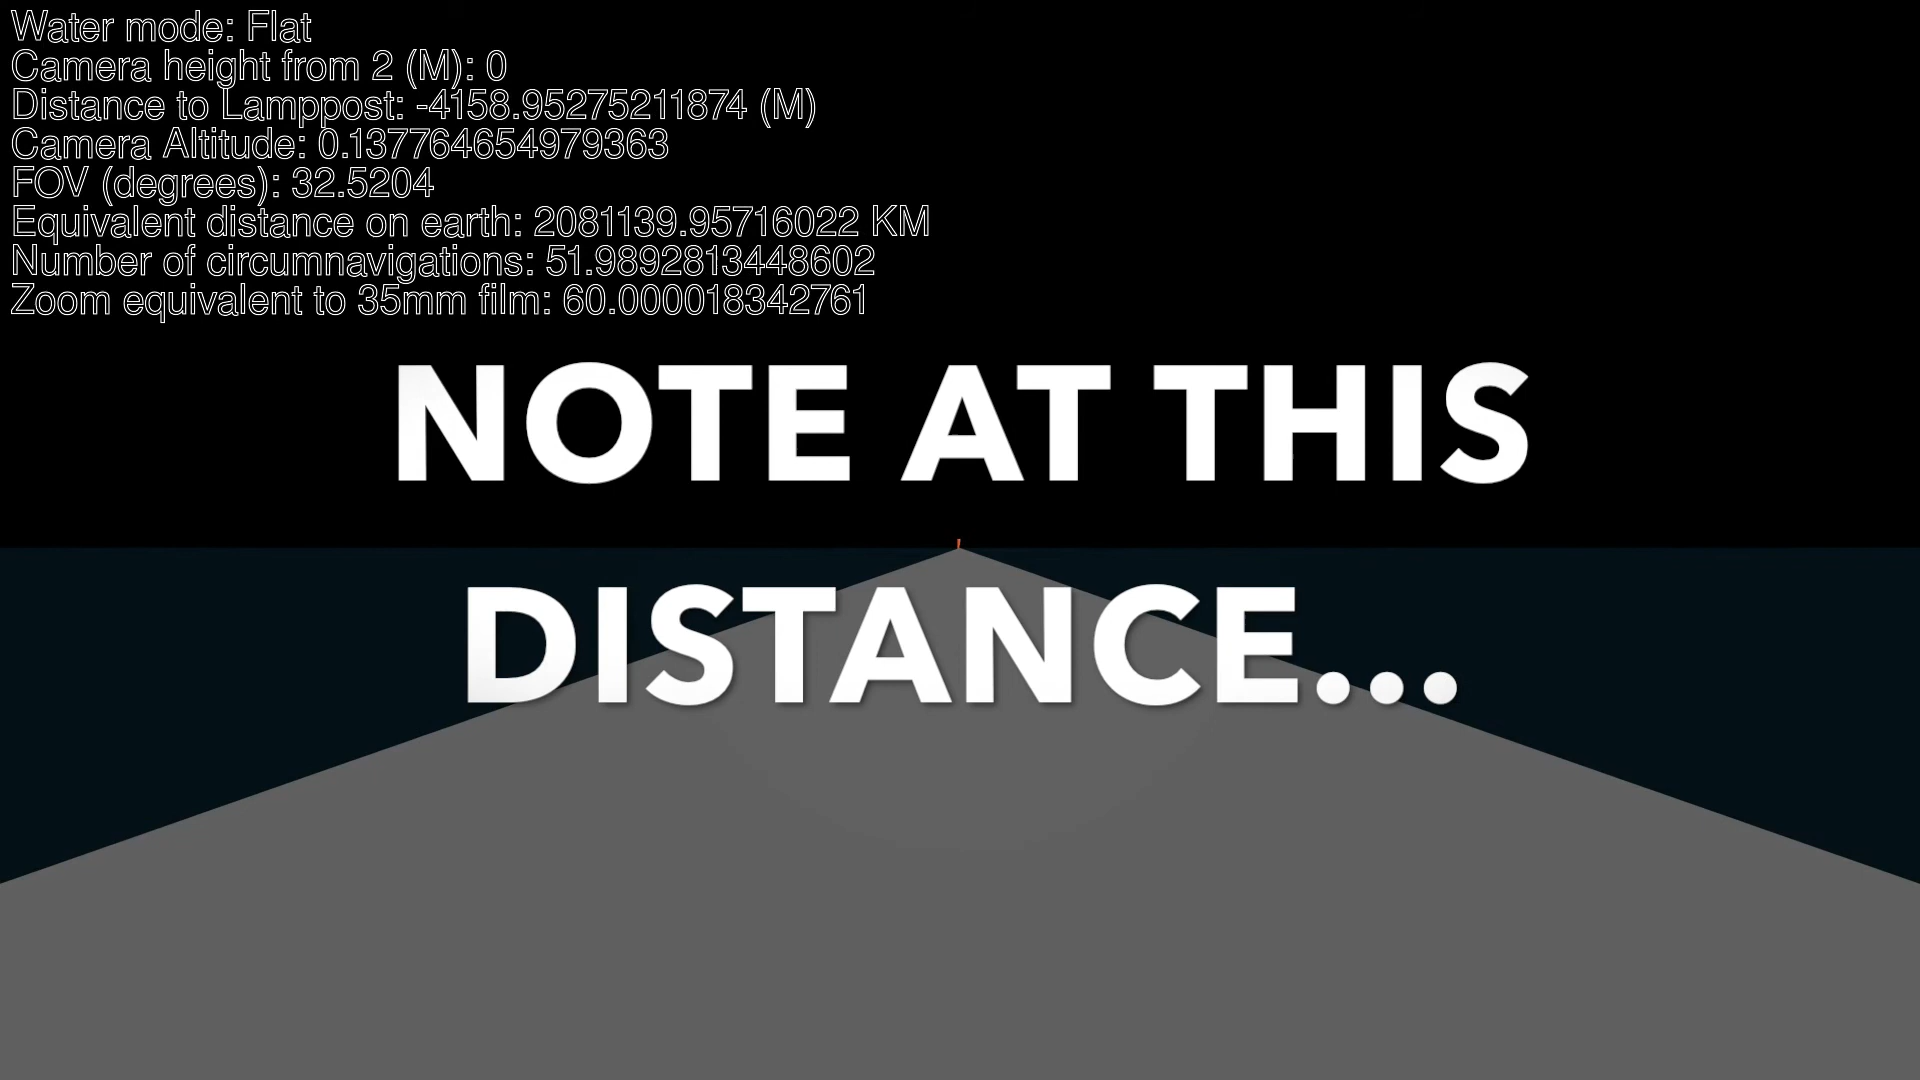 Water mode: Flat
Camera height from 2 (M): 0
Distance to Lamppost: -4158.95275211874 (M)
Camera Altitude: 0.137764654979363
FOV (degrees): 32.5204
Equivalent distance on earth: 2081139.95716022 KM
Number of circumnavigations: 51.9892813448602
Zoom equivalent to 35mm film: 60.000018342761
NOTE AT THIS
DISTANCE...